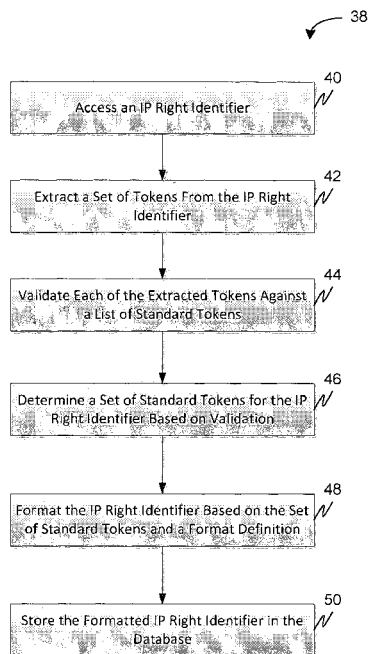 38
40
Access an IP Right Identifier
42
Extract a Set of Tokens From the IP Right
Identifier
44
Validate Each of the Extracted Tokens Against
a List of Standard Tokens
46
Determine a Set of Standard Tokens for the IP
Right Identifier Based on Validation
48
Format the IP Right Identifier Based on the Set
of Standard Tokens and a Format Definition
50
Store the Formatted IP Right Identifier in the
Database